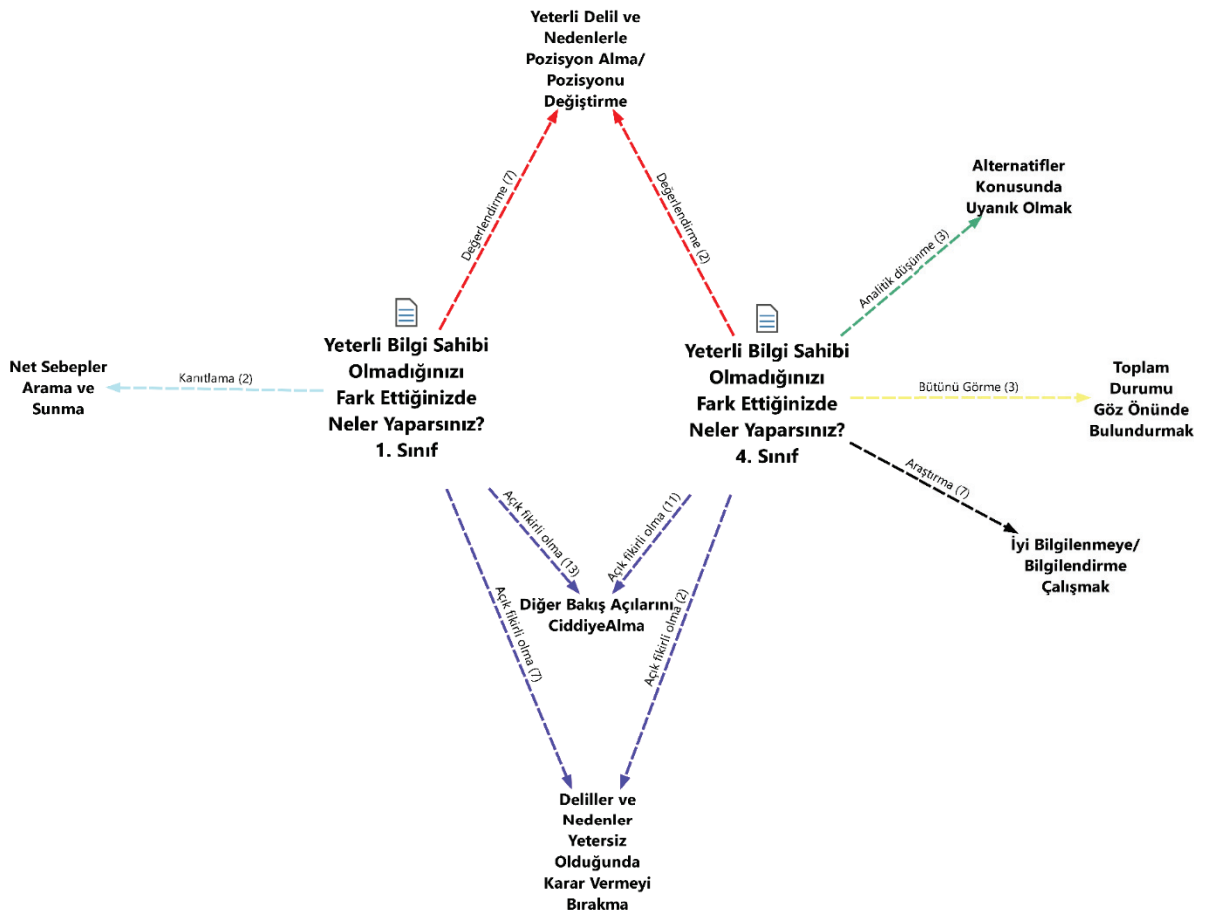 Yeterli Delil ve
Nedenlerle
Pozisyon Alma/
Pozisyonu
Değiştirme
Değerlendirme (7)
Değerlendirme (2)
Alternatifler
Konusunda
Uyanık Olmak
Analitik düşünme (3)
Net Sebepler
Arama ve
Sunma
Kanıtlama (2)
Yeterli Bilgi Sahibi
Olmadığınızı
Fark Ettiğinizde
Neler Yaparsınız?
1. Sınıf
Yeterli Bilgi Sahibi
Olmadığınızı
Fark Ettiğinizde
Neler Yaparsınız?
4. Sınıf
Bütünü Görme (3)
Toplam
Durumu
Göz Önünde
Bulundurmak
Araştırma (7)
İyi Bilgilenmeye/
Bilgilendirme
Çalışmak
Açık fikirli olma (13)
Açık fikirli olma (11)
Diğer Bakış Açılarını
CiddiyeAlma
Açık fikirli olma (7)
Açık fikirli olma (2)
Deliller ve
Nedenler
Yetersiz
Olduğunda
Karar Vermeyi
Bırakma